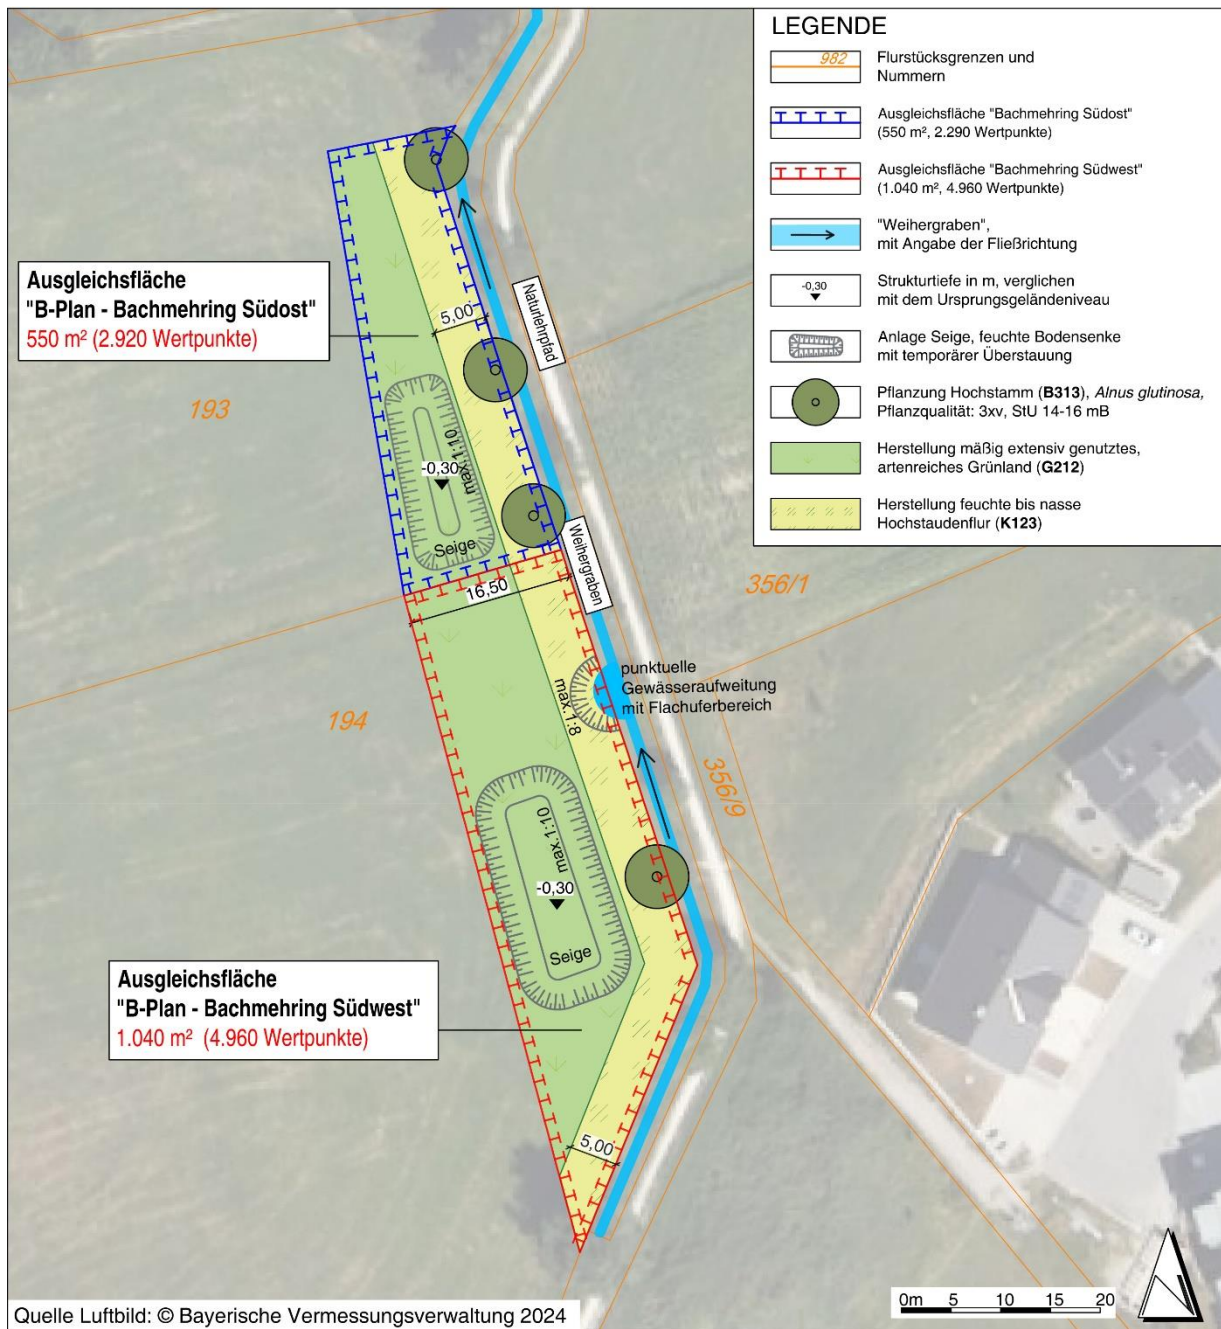 LEGENDE
982
Flurstücksgrenzen und
Nummern
Ausgleichsfläche "Bachmehring Südost"
(550 m², 2.290 Wertpunkte)
Ausgleichsfläche "Bachmehring Südwest"
(1.040 m², 4.960 Wertpunkte)
"Weihergraben",
mit Angabe der Fließrichtung
-0,30
Strukturtiefe in m, verglichen
mit dem Ursprungsgeländeniveau
Anlage Seige, feuchte Bodensenke
mit temporärer Überstauung
Pflanzung Hochstamm (B313), Alnus glutinosa,
Pflanzqualität: 3xv, StU 14-16 mB
Herstellung mäßig extensiv genutztes,
artenreiches Grünland (G212)
Herstellung feuchte bis nasse
Hochstaudenflur (K123)
Ausgleichsfläche
"B-Plan - Bachmehring Südost"
550 m² (2.920 Wertpunkte)
5,00
Naturlehrpfad
193
max.1:10
-0,30
Seige
Weihergraben
16,50
356/1
punktuelle
Gewässeraufweitung
mit Flachuferbereich
max.1:8
194
356/9
max.1:10
-0,30
Seige
Ausgleichsfläche
"B-Plan - Bachmehring Südwest"
1.040 m² (4.960 Wertpunkte)
5,00
0m 5 10 15 20
Quelle Luftbild: © Bayerische Vermessungsverwaltung 2024